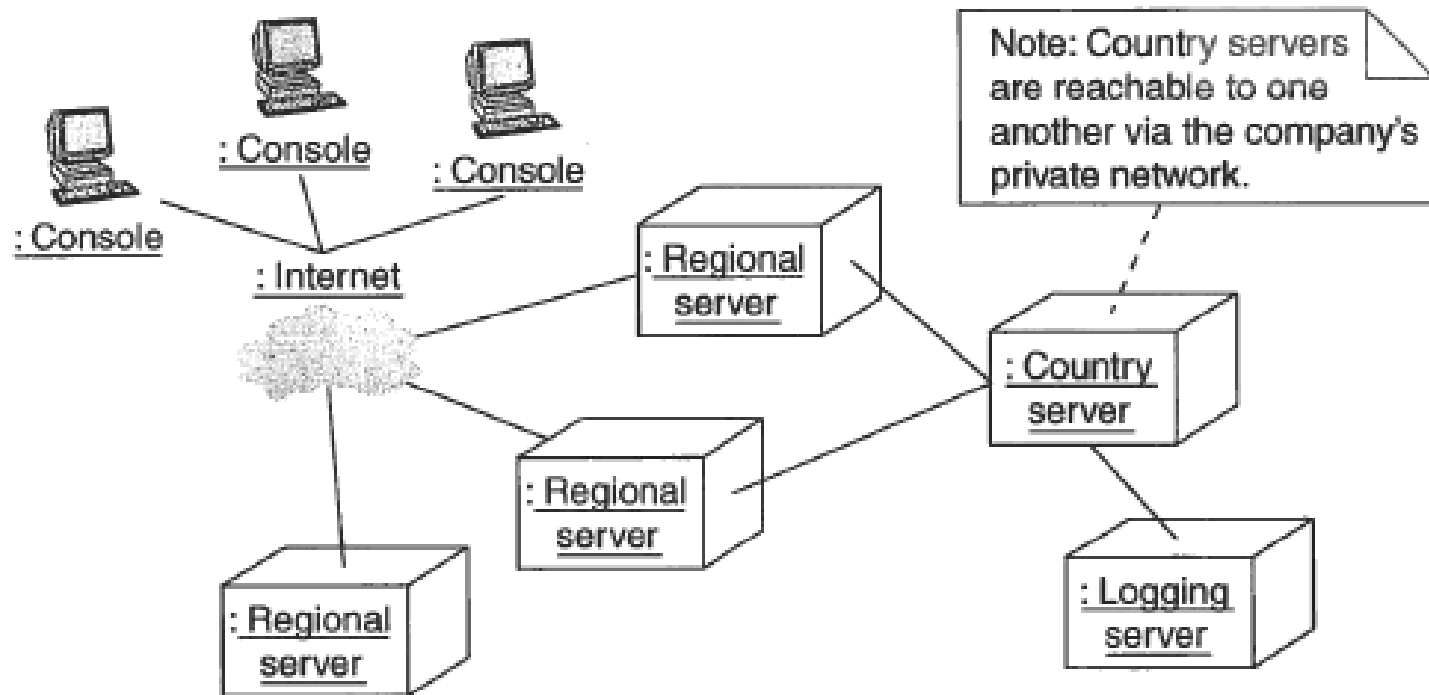 : Console
: Console
: Console
: Internet
Note: Country servers
are reachable to one
another via the company's
private network.
: Regional
server
: Country
server
: Regional
server
: Regional
server
: Logging
server